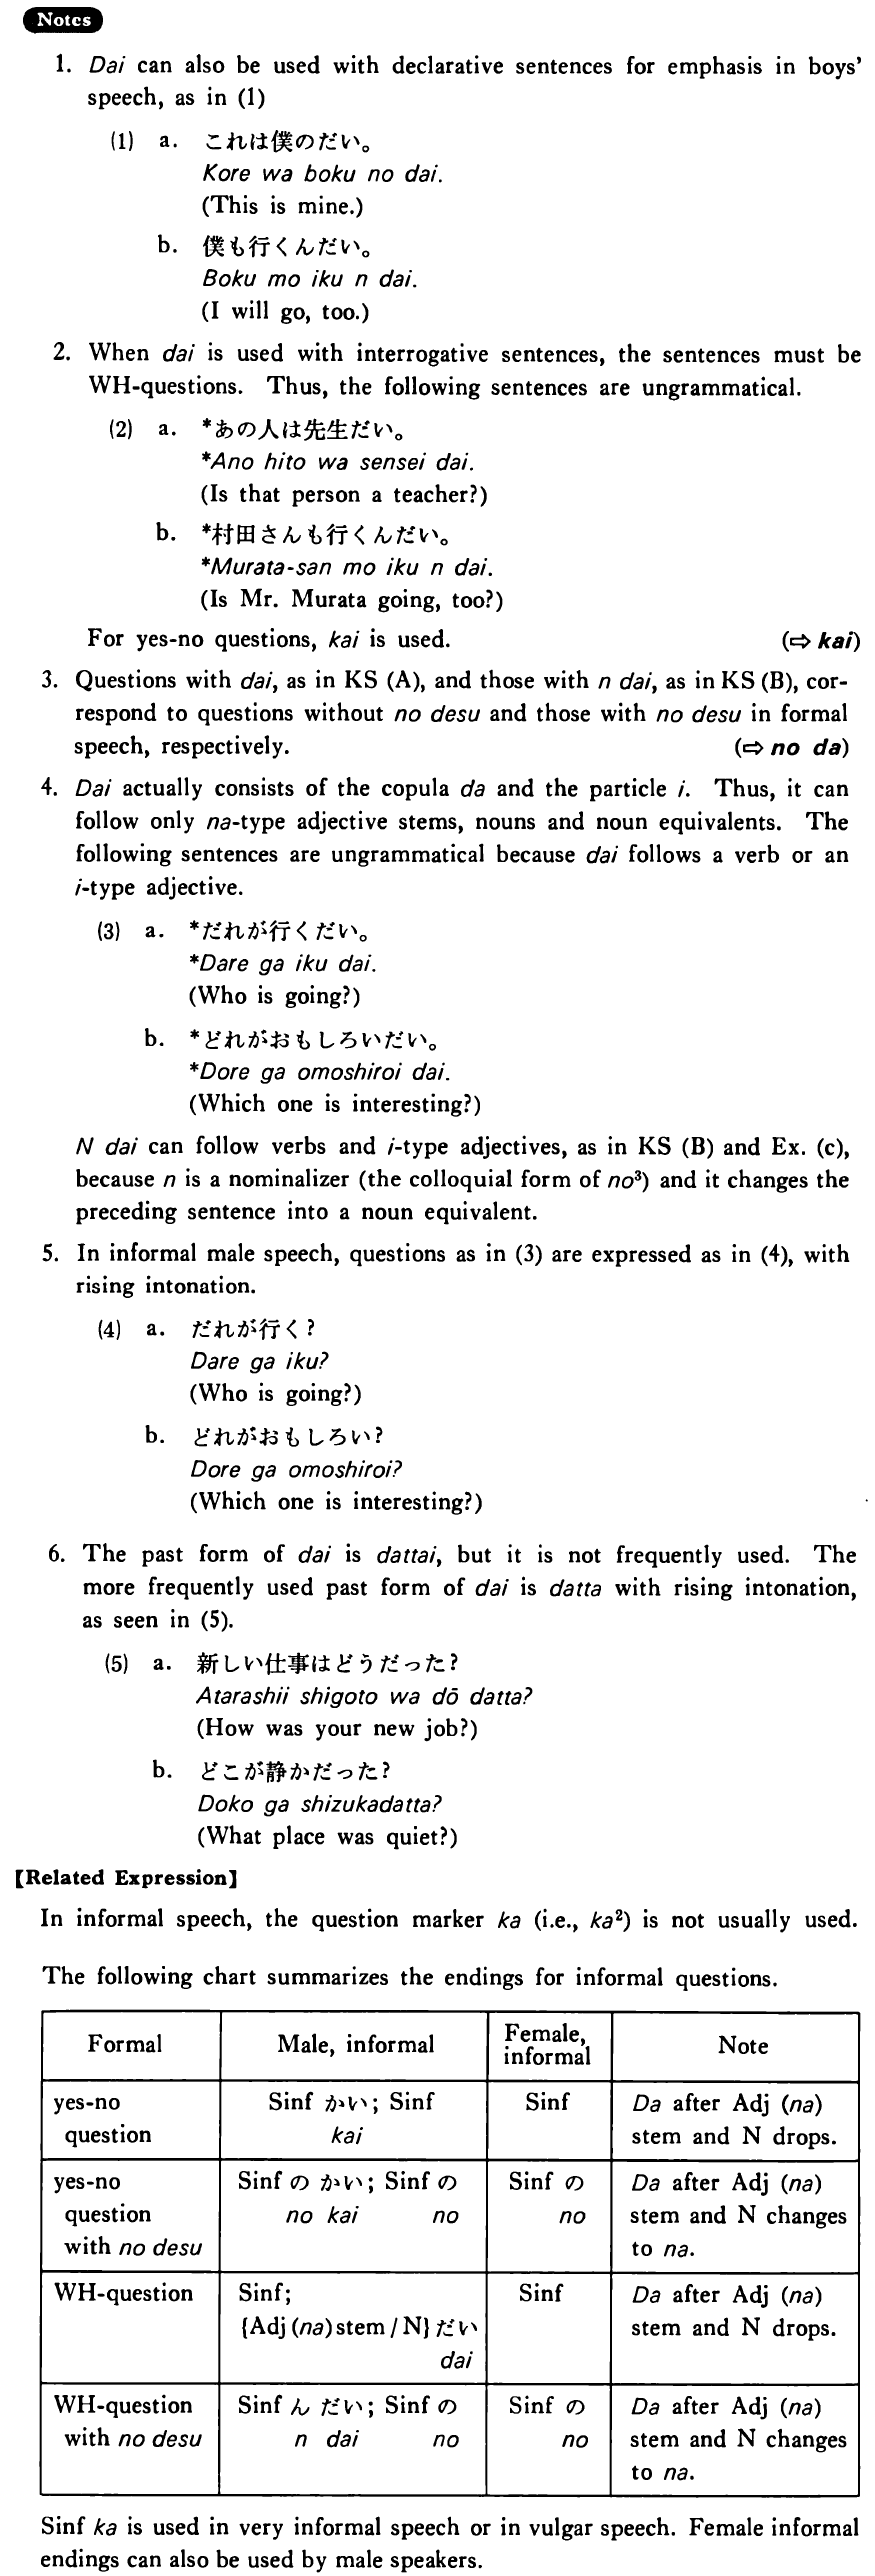 Notes
1. Dai can also be used with declarative sentences for emphasis in boys'
speech, as in (1)
(1) a. これは僕のだい。
Kore wa boku no dai.
(This is mine.)
b. 僕も行くんだい。
Boku mo iku n dai.
(I will go, too.)
2. When dai is used with interrogative sentences, the sentences must be
WH-questions. Thus, the following sentences are ungrammatical.
(2) a. *あの人は先生だい。
*Ano hito wa sensei dai.
(Is that person a teacher?)
b. *村田さんも行くんだい。
*Murata-san mo iku n dai.
(Is Mr. Murata going, too?)
For yes-no questions, kai is used. (⇨ kai)
3. Questions with dai, as in KS (A), and those with n dai, as in KS (B), cor-
respond to questions without no desu and those with no desu in formal
speech, respectively. (⇨ no da)
4. Dai actually consists of the copula da and the particle i. Thus, it can
follow only na-type adjective stems, nouns and noun equivalents. The
following sentences are ungrammatical because dai follows a verb or an
i-type adjective.
(3) a. *だれが行くだい。
*Dare ga iku dai.
(Who is going?)
b. *どれがおもしろいだい。
*Dore ga omoshiroi dai.
(Which one is interesting?)
N dai can follow verbs and i-type adjectives, as in KS (B) and Ex. (c),
because n is a nominalizer (the colloquial form of no³) and it changes the
preceding sentence into a noun equivalent.
5. In informal male speech, questions as in (3) are expressed as in (4), with
rising intonation.
(4) a. だれが行く?
Dare ga iku?
(Who is going?)
b. どれがおもしろい?
Dore ga omoshiroi?
(Which one is interesting?)
6. The past form of dai is dattai, but it is not frequently used. The
more frequently used past form of dai is datta with rising intonation,
as seen in (5).
(5) a. 新しい仕事はどうだった?
Atarashii shigoto wa dō datta?
(How was your new job?)
b. どこが静かだった?
Doko ga shizukadatta?
(What place was quiet?)
【Related Expression】
In informal speech, the question marker ka (i.e., ka²) is not usually used.
The following chart summarizes the endings for informal questions.
Formal Male, informal Female, informal Note
yes-no Sinf かい; Sinf Sinf Da after Adj (na)
question kai stem and N drops.
yes-no Sinf の かい; Sinf の Sinf の Da after Adj (na)
question no kai no no stem and N changes
with no desu to na.
WH-question Sinf; Sinf Da after Adj (na)
{Adj (na) stem / N} だい stem and N drops.
dai
WH-question Sinf ん だい; Sinf の Sinf の Da after Adj (na)
with no desu n dai no no stem and N changes
to na.
Sinf ka is used in very informal speech or in vulgar speech. Female informal
endings can also be used by male speakers.